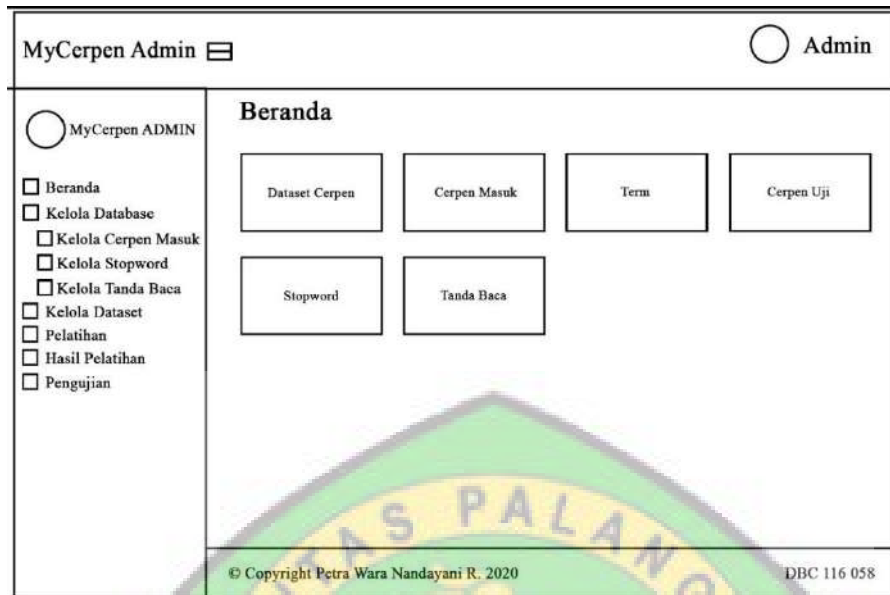 MyCerpen Admin
Admin
MyCerpen ADMIN
Beranda
Kelola Database
Kelola Cerpen Masuk
Kelola Stopword
Kelola Tanda Baca
Kelola Dataset
Pelatihan
Hasil Pelatihan
Pengujian
Beranda
Dataset Cerpen
Cerpen Masuk
Term
Cerpen Uji
Stopword
Tanda Baca
TAS PALANG
© Copyright Petra Wara Nandayani R. 2020
DBC 116 058